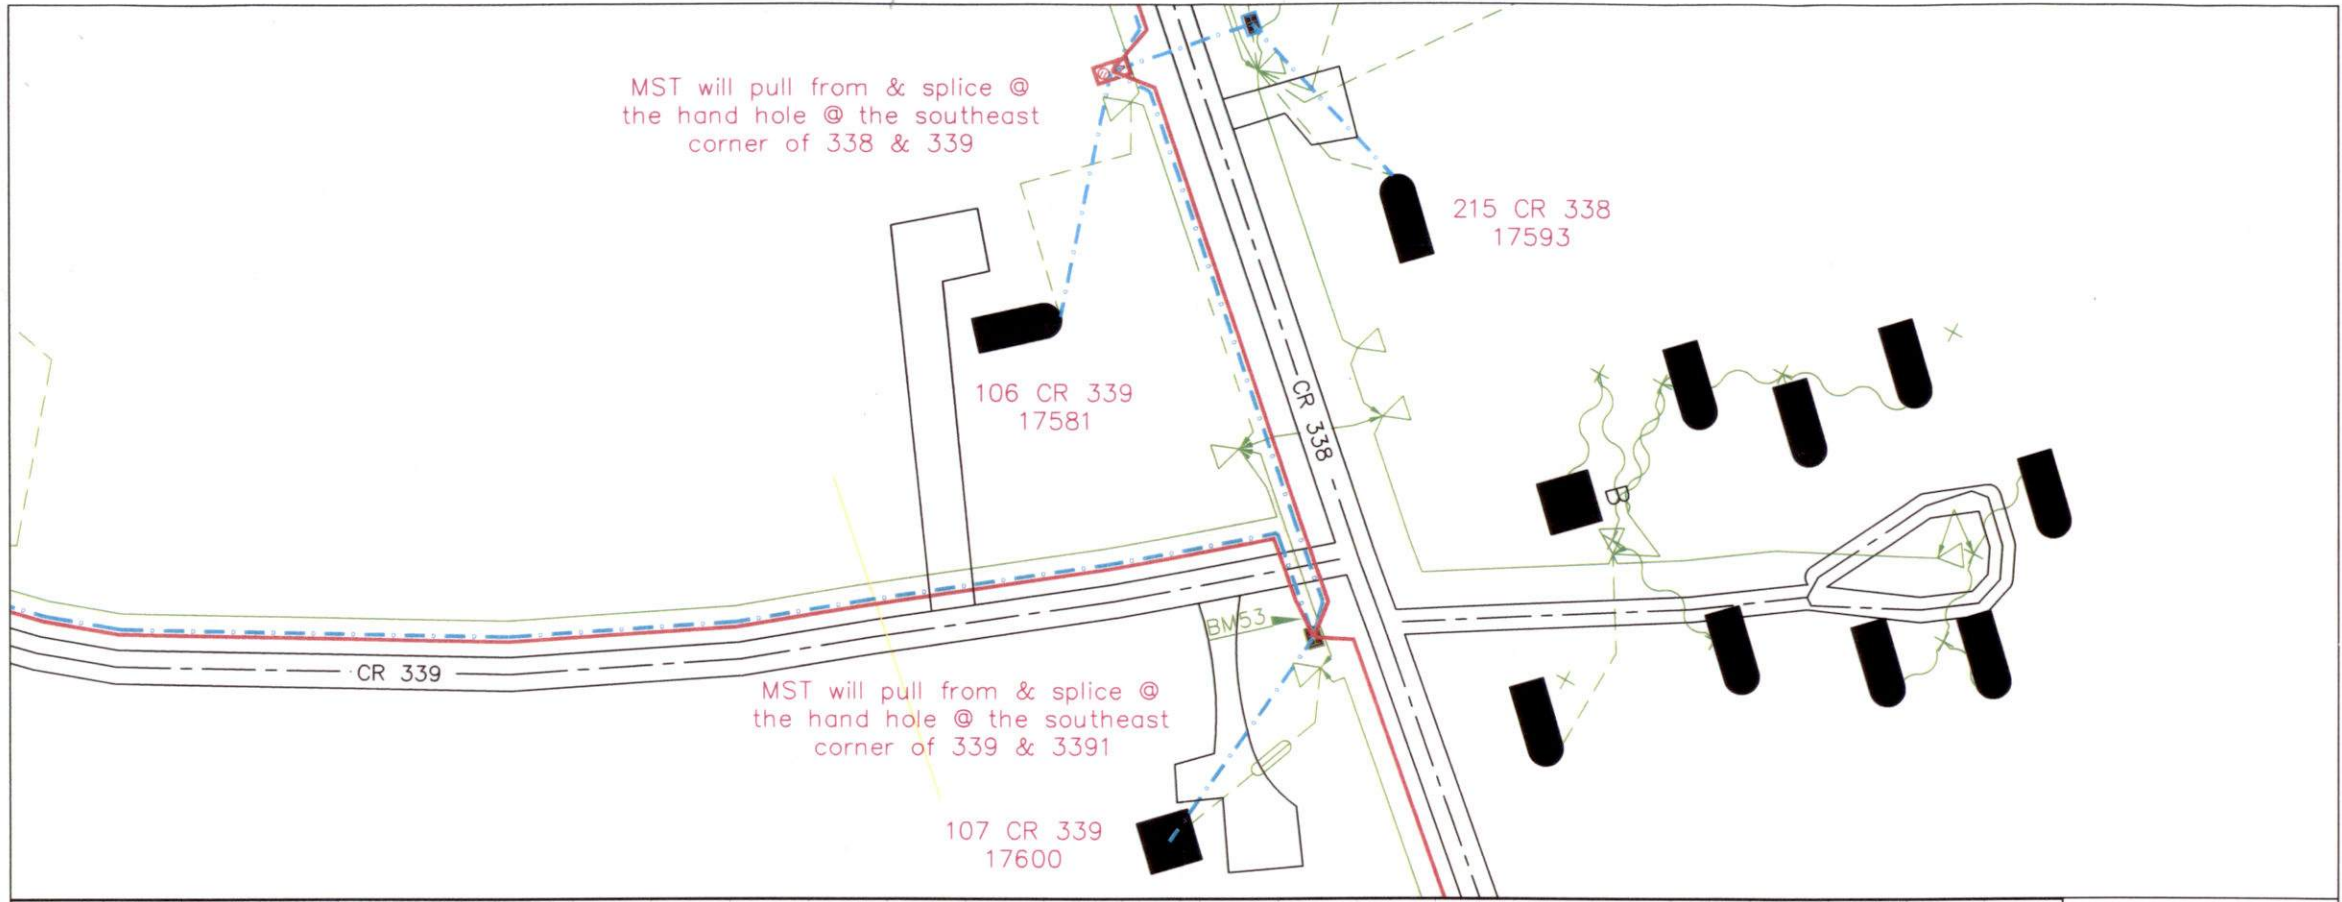 MST will pull from & splice @
the hand hole @ the southeast
corner of 338 & 339
215 CR 338
17593
106 CR 339
17581
CR 338
B
BM53
CR 339
MST will pull from & splice @
the hand hole @ the southeast
corner of 339 & 3391
107 CR 339
17600